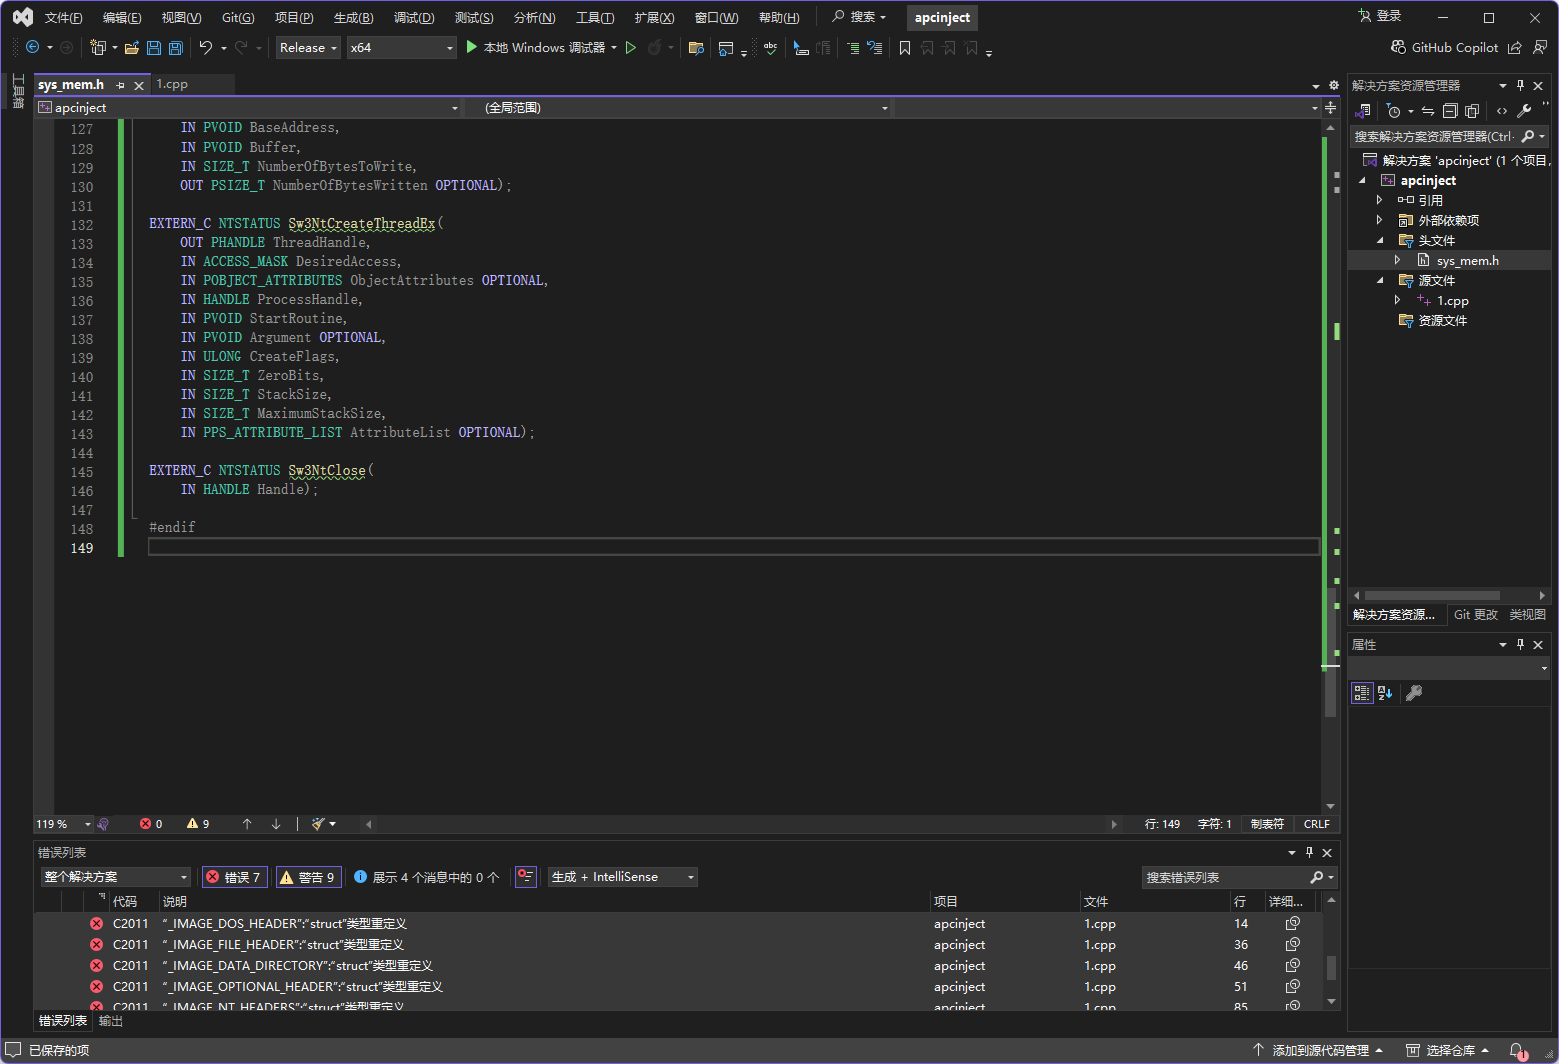 文件(F) 编辑(E) 视图(V) Git(G) 项目(P) 生成(B) 调试(D) 测试(S) 分析(N) 工具(T) 扩展(X) 窗口(W) 帮助(H) 搜索 apcinject 登录
Release x64 本地 Windows 调试器 GitHub Copilot
工具箱
sys_mem.h 1.cpp
apcinject (全局范围)
127 IN PVOID BaseAddress,
128 IN PVOID Buffer,
129 IN SIZE_T NumberOfBytesToWrite,
130 OUT PSIZE_T NumberOfBytesWritten OPTIONAL);
131
132 EXTERN_C NTSTATUS Sw3NtCreateThreadEx(
133 OUT PHANDLE ThreadHandle,
134 IN ACCESS_MASK DesiredAccess,
135 IN POBJECT_ATTRIBUTES ObjectAttributes OPTIONAL,
136 IN HANDLE ProcessHandle,
137 IN PVOID StartRoutine,
138 IN PVOID Argument OPTIONAL,
139 IN ULONG CreateFlags,
140 IN SIZE_T ZeroBits,
141 IN SIZE_T StackSize,
142 IN SIZE_T MaximumStackSize,
143 IN PPS_ATTRIBUTE_LIST AttributeList OPTIONAL);
144
145 EXTERN_C NTSTATUS Sw3NtClose(
146 IN HANDLE Handle);
147
148 #endif
149
119 % 0 9 行: 149 字符: 1 制表符 CRLF
错误列表
整个解决方案 错误 7 警告 9 展示 4 个消息中的 0 个 生成 + IntelliSense 搜索错误列表
代码 说明 项目 文件 行 详细...
C2011 “_IMAGE_DOS_HEADER”:“struct”类型重定义 apcinject 1.cpp 14
C2011 “_IMAGE_FILE_HEADER”:“struct”类型重定义 apcinject 1.cpp 36
C2011 “_IMAGE_DATA_DIRECTORY”:“struct”类型重定义 apcinject 1.cpp 46
C2011 “_IMAGE_OPTIONAL_HEADER”:“struct”类型重定义 apcinject 1.cpp 51
C2011 “_IMAGE_NT_HEADERS”:“struct”类型重定义 apcinject 1.cpp 85
错误列表 输出
解决方案资源管理器
搜索解决方案资源管理器(Ctrl
解决方案 'apcinject' (1 个项目,
apcinject
引用
外部依赖项
头文件
sys_mem.h
源文件
1.cpp
资源文件
解决方案资源... Git 更改 类视图
属性
已保存的项 添加到源代码管理 选择仓库 1